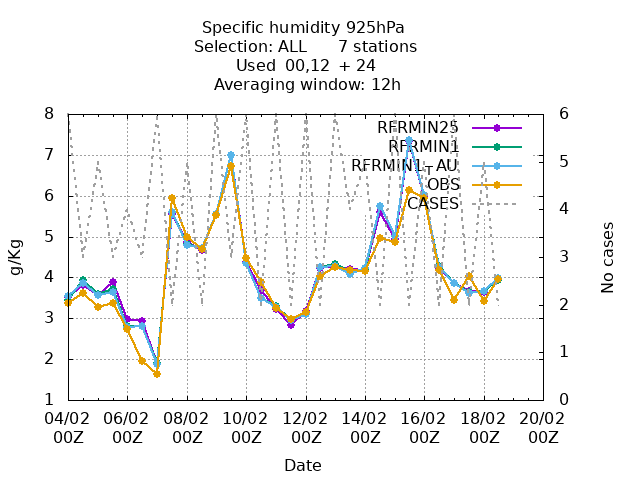 Specific humidity 925hPa
Selection: ALL 7 stations
Used 00,12 + 24
Averaging window: 12h
8
7
6
5
4
3
2
1
g/Kg
6
5
4
3
2
1
0
No cases
RFRMIN25
RFRMIN1
RFRMIN1_TAU
OBS
CASES
04/02 06/02 08/02 10/02 12/02 14/02 16/02 18/02 20/02
00Z 00Z 00Z 00Z 00Z 00Z 00Z 00Z 00Z
Date